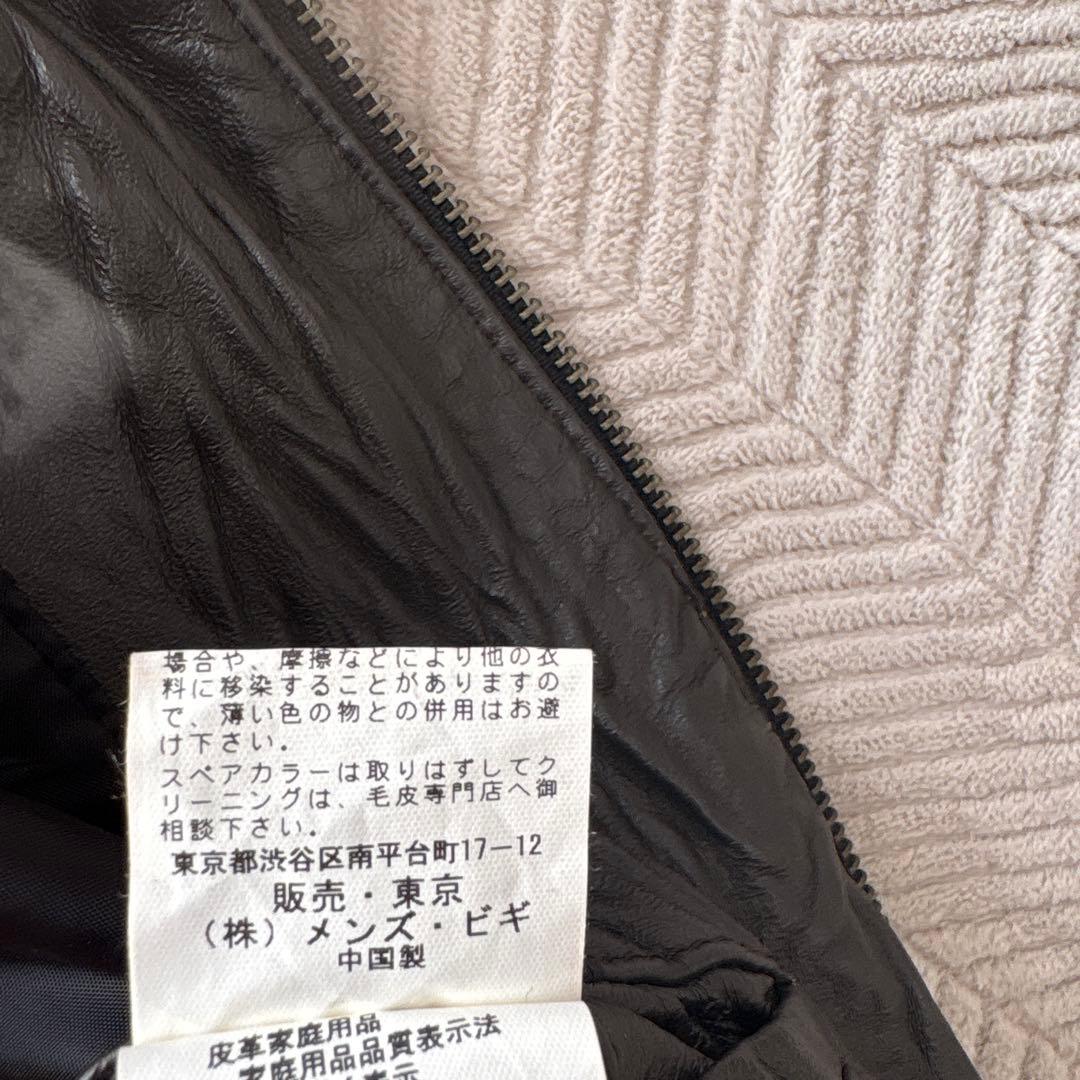 場合や、摩擦などにより他の衣
料に移染することがありますの
で、薄い色の物との併用はお避
け下さい。
スペアカラーは取りはずしてク
リーニングは、毛皮専門店へ御
相談下さい。
東京都渋谷区南平台町17−12
販売・東京
（株）メンズ・ビギ
中国製
皮革家庭用品
家庭用品品質表示法
表示